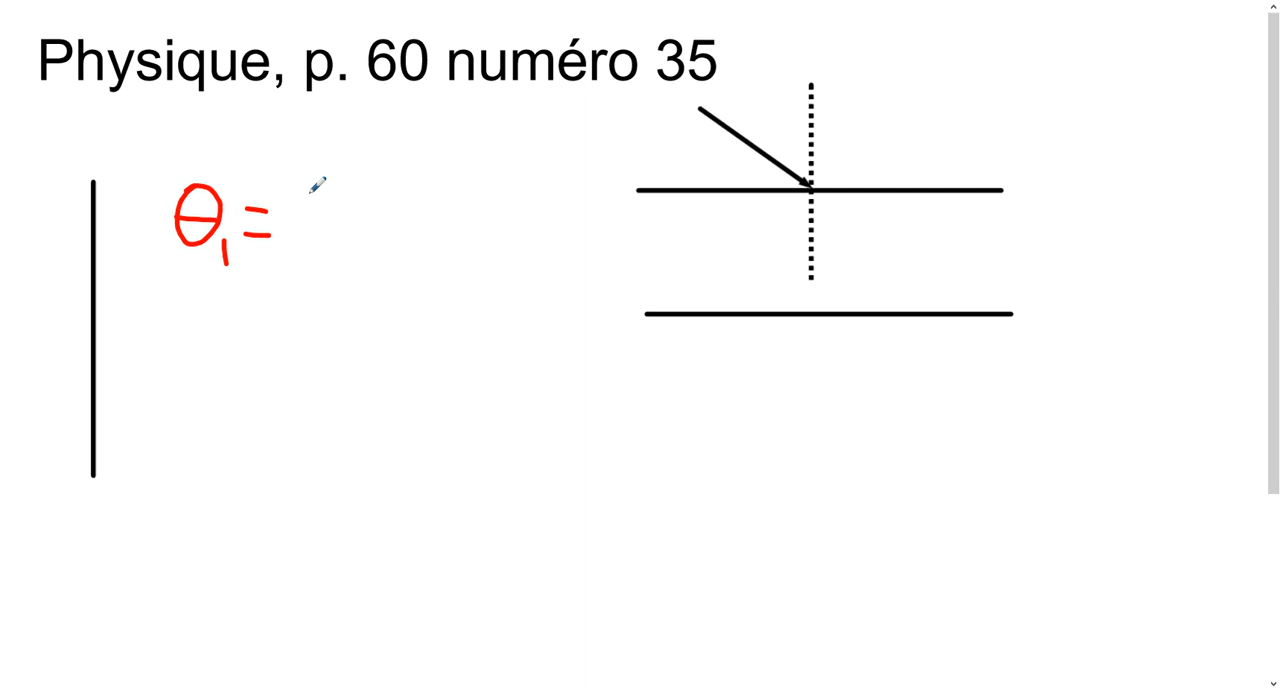 Physique, p. 60 numéro 35
θ₁ =